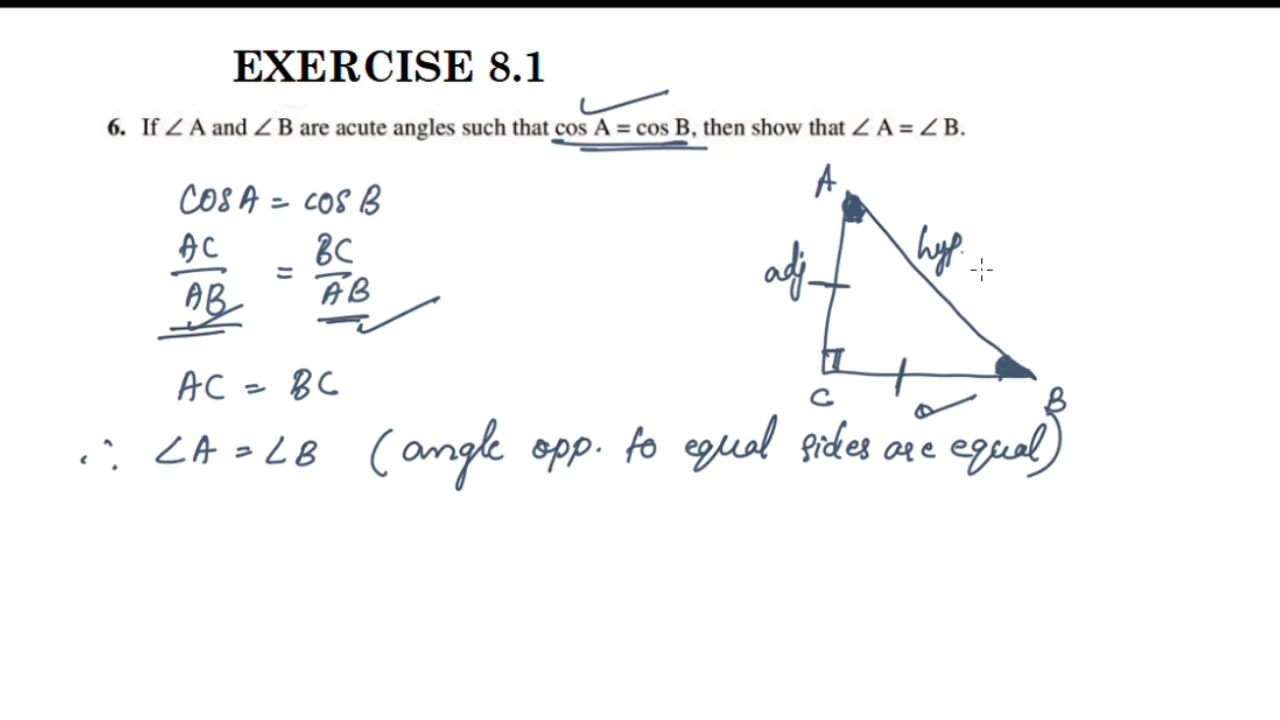 EXERCISE 8.1
6. If ∠ A and ∠ B are acute angles such that cos A = cos B, then show that ∠ A = ∠ B.
COS A = cos B
AC/AB = BC/AB
AC = BC
∴ ∠A = ∠B (angle opp. to equal sides are equal)
A
adj
hyp.
C
B